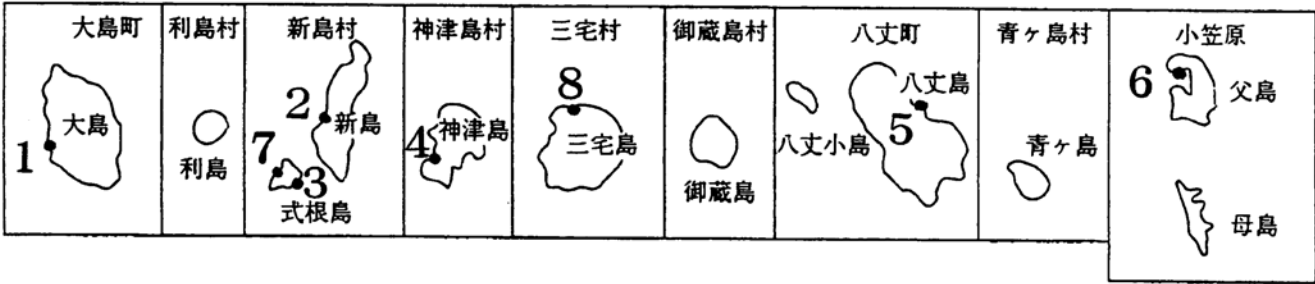 大島町
1
大島
利島村
利島
新島村
2
新島
7
3
式根島
神津島村
4
神津島
三宅村
8
三宅島
御蔵島村
御蔵島
八丈町
八丈島
5
八丈小島
青ヶ島村
青ヶ島
小笠原
6
父島
母島